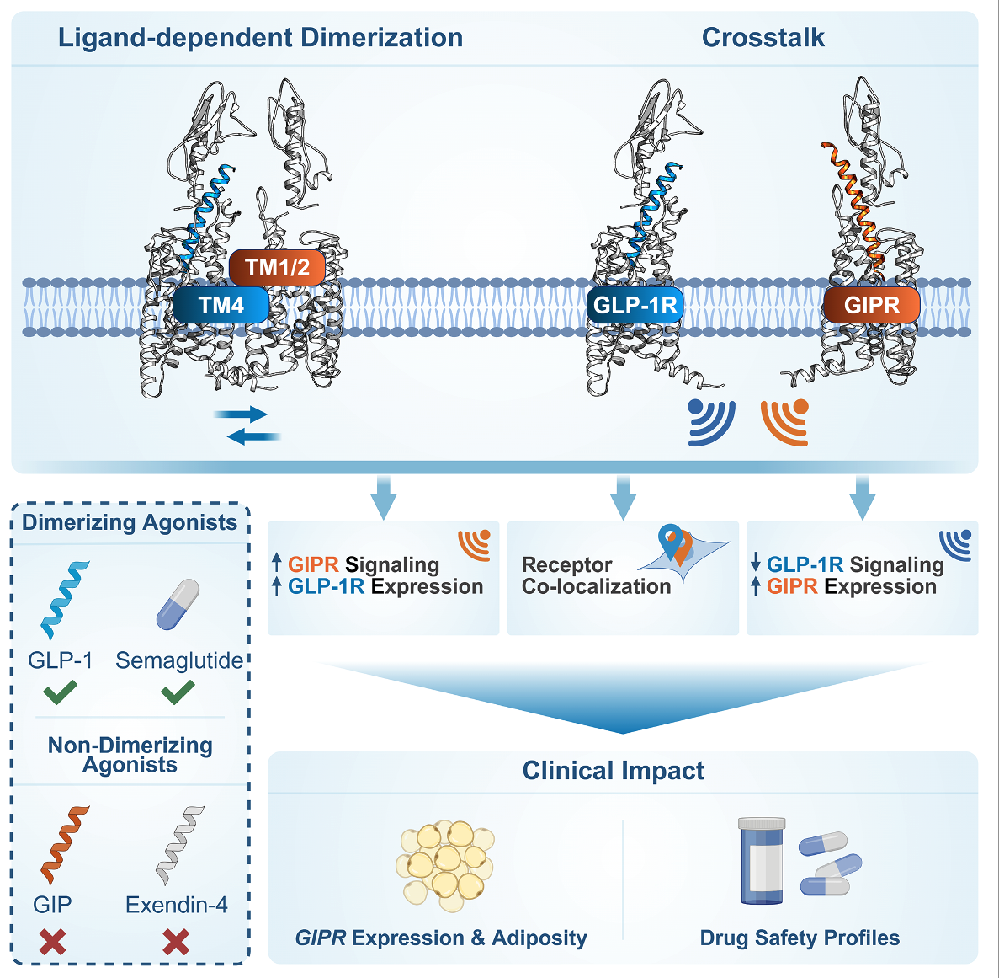 Ligand-dependent Dimerization
Crosstalk
TM1/2
TM4
GLP-1R
GIPR
Dimerizing Agonists
GLP-1
Semaglutide
Non-Dimerizing
Agonists
GIP
Exendin-4
GIPR Signaling
GLP-1R Expression
Receptor
Co-localization
GLP-1R Signaling
GIPR Expression
Clinical Impact
GIPR Expression & Adiposity
Drug Safety Profiles